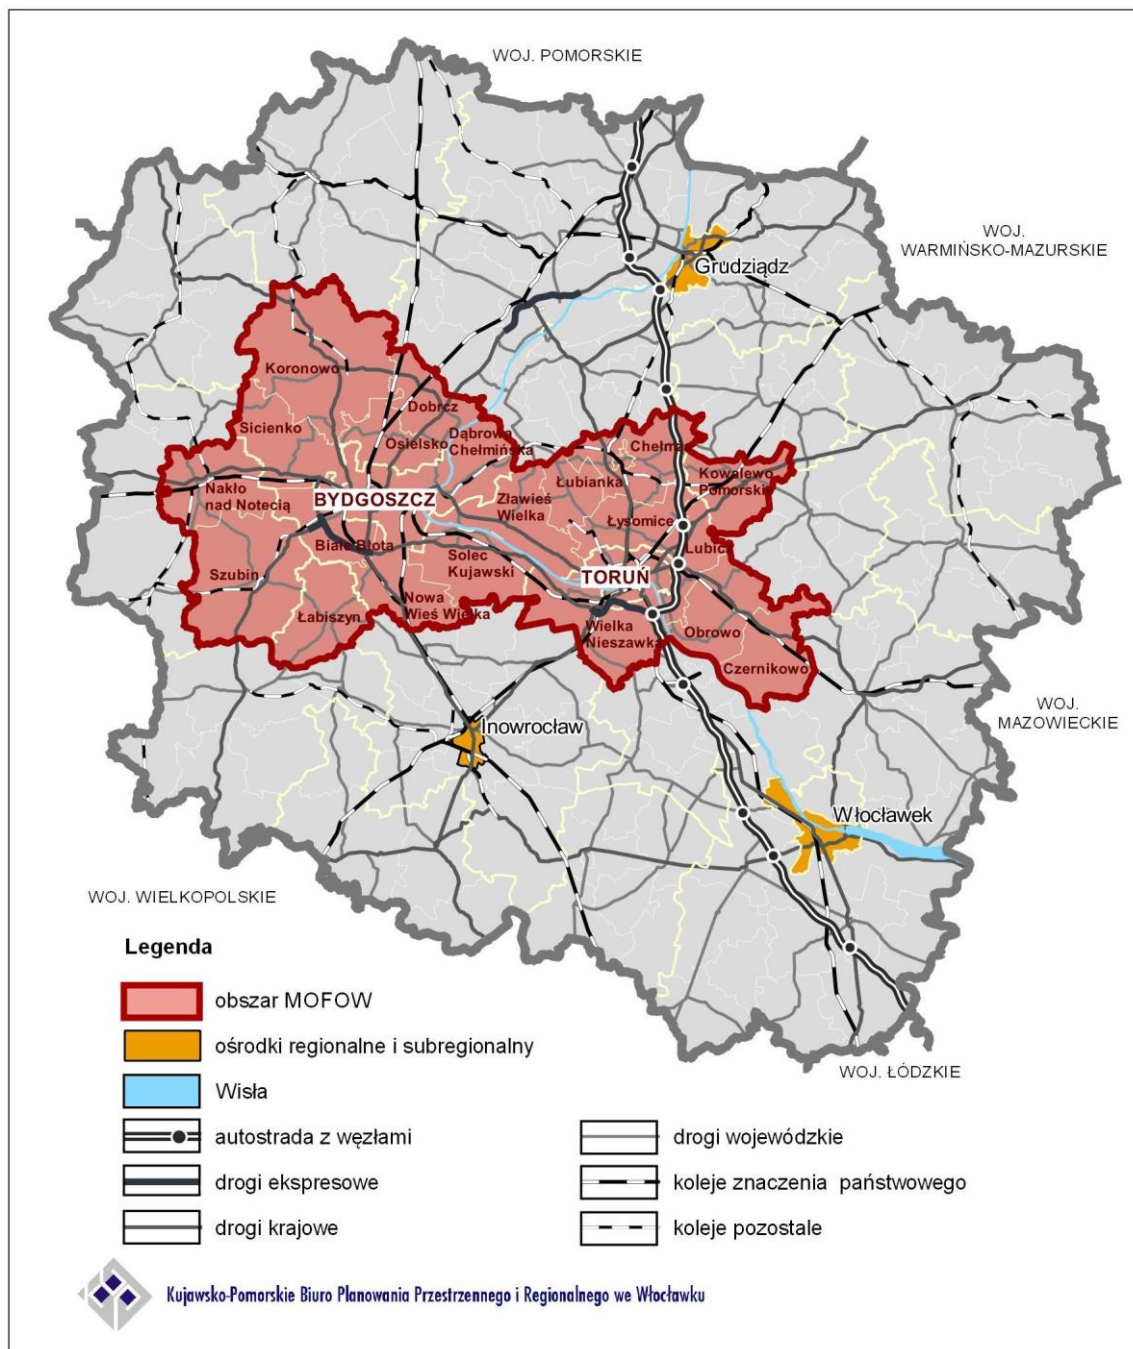 WOJ. POMORSKIE
WOJ.
WARMIŃSKO-MAZURSKIE
Grudziądz
Koronowo
Dobrcz
Sicienko
Osielsko
Dąbrowa
Chełmińska
Chełmża
Łubianka
Kowalewo
Pomorskie
Nakło
nad Notecią
BYDGOSZCZ
Zławieś
Wielka
Łysomice
Białe Błota
Solec
Kujawski
Lubicz
Szubin
TORUŃ
Łabiszyn
Nowa
Wieś Wielka
Wielka
Nieszawka
Obrowo
Czernikowo
WOJ.
MAZOWIECKIE
Inowrocław
Włocławek
WOJ. WIELKOPOLSKIE
WOJ. ŁÓDZKIE
Legenda
obszar MOFOW
ośrodki regionalne i subregionalny
Wisła
autostrada z węzłami
drogi ekspresowe
drogi krajowe
drogi wojewódzkie
koleje znaczenia państwowego
koleje pozostale
Kujawsko-Pomorskie Biuro Planowania Przestrzennego i Regionalnego we Włocławku